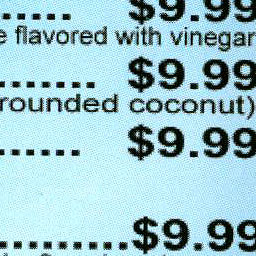 ...... $9.99
e flavored with vinegar
....... $9.99
rounded coconut)
...... $9.99
.......... $9.99